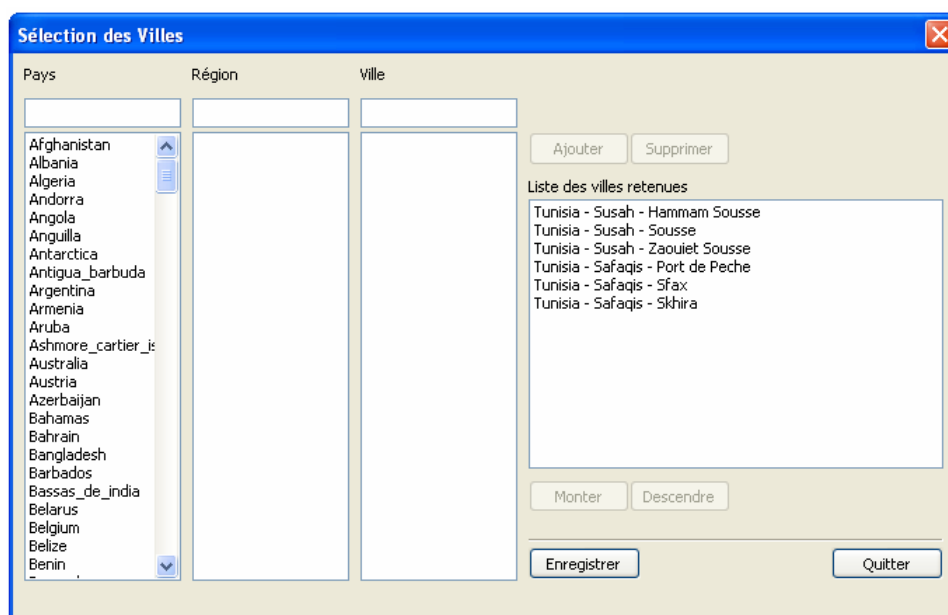 Sélection des Villes
Pays
Région
Ville
Afghanistan
Albania
Algeria
Andorra
Angola
Anguilla
Antarctica
Antigua_barbuda
Argentina
Armenia
Aruba
Ashmore_cartier_is
Australia
Austria
Azerbaijan
Bahamas
Bahrain
Bangladesh
Barbados
Bassas_de_india
Belarus
Belgium
Belize
Benin
Ajouter
Supprimer
Liste des villes retenues
Tunisia - Susah - Hammam Sousse
Tunisia - Susah - Sousse
Tunisia - Susah - Zaouiet Sousse
Tunisia - Safaqis - Port de Peche
Tunisia - Safaqis - Sfax
Tunisia - Safaqis - Skhira
Monter
Descendre
Enregistrer
Quitter